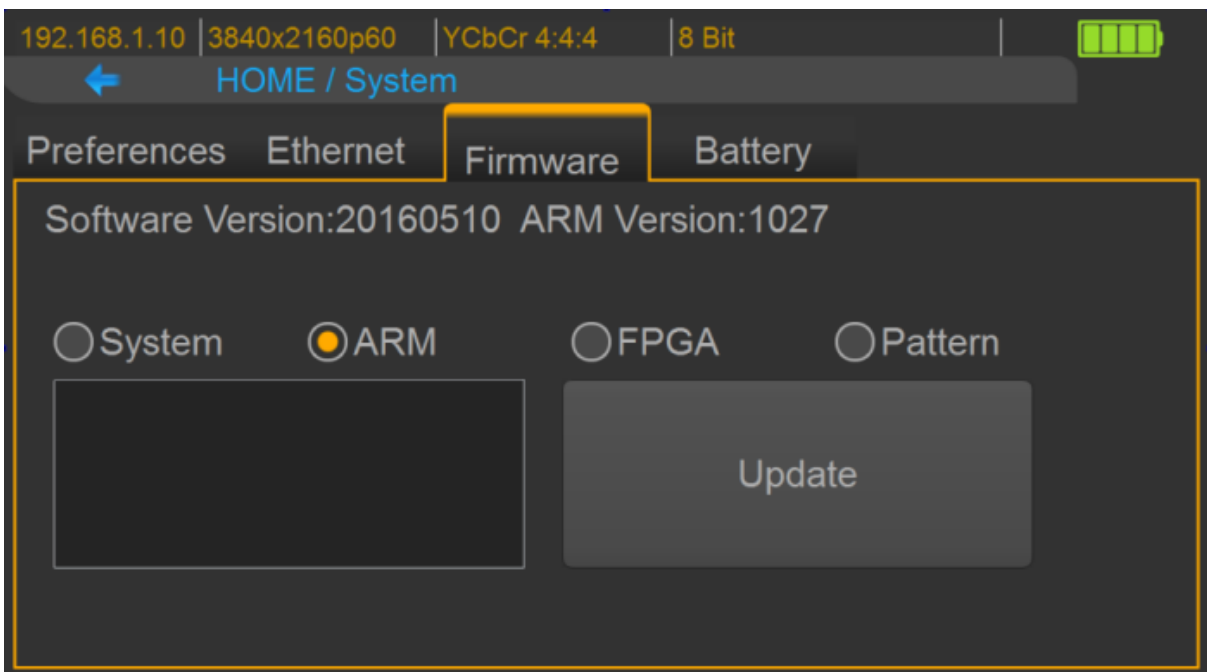 192.168.1.10 3840x2160p60 YCbCr 4:4:4 8 Bit
HOME / System
Preferences Ethernet Firmware Battery
Software Version:20160510 ARM Version:1027
System ARM FPGA Pattern
Update